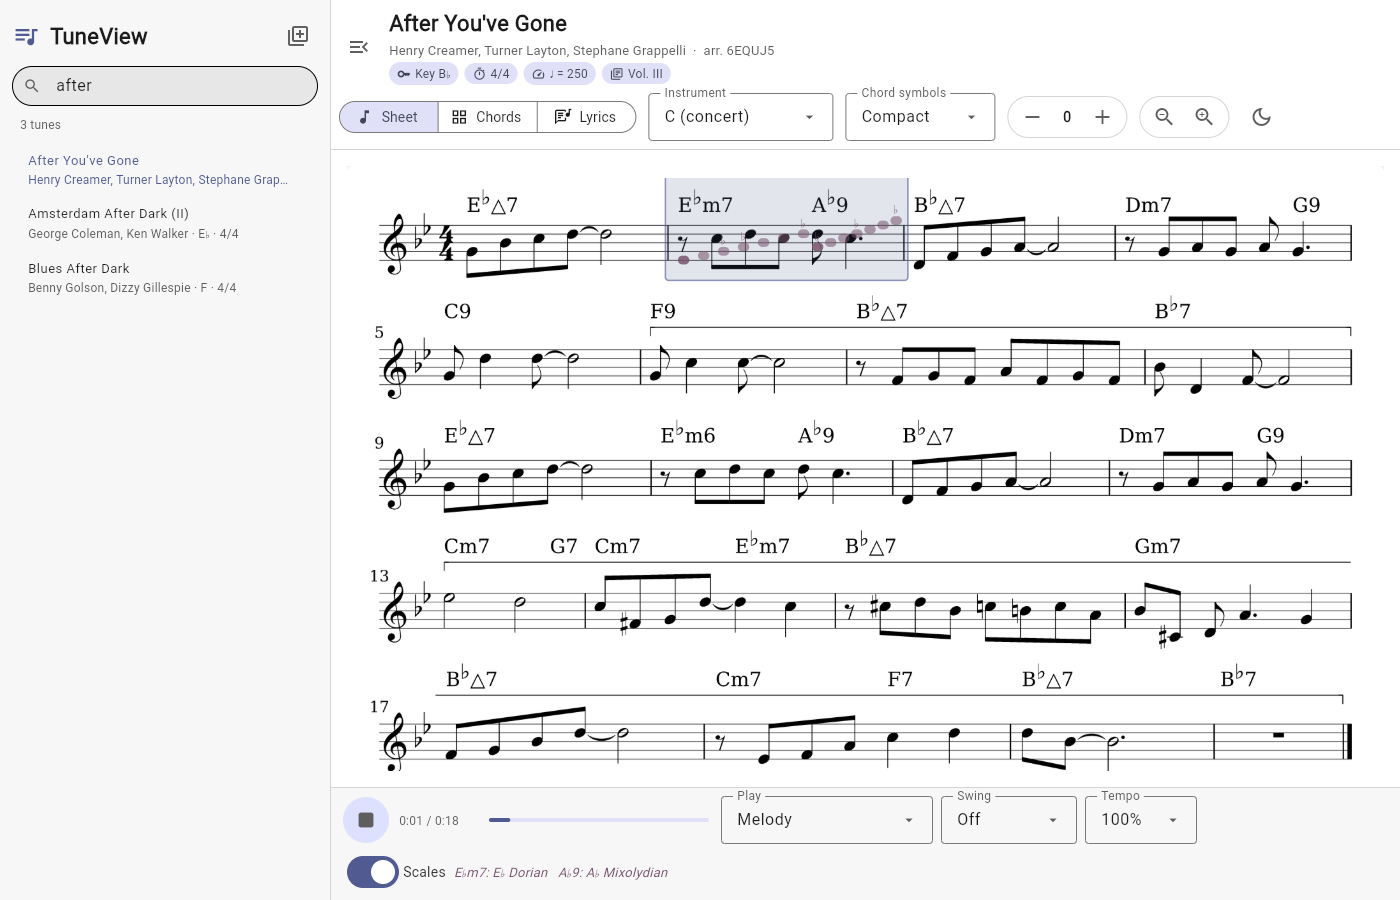 TuneView
after
3 tunes
After You've Gone
Henry Creamer, Turner Layton, Stephane Grap…
Amsterdam After Dark (II)
George Coleman, Ken Walker · E♭ · 4/4
Blues After Dark
Benny Golson, Dizzy Gillespie · F · 4/4
After You've Gone
Henry Creamer, Turner Layton, Stephane Grappelli · arr. 6EQUJ5
Key B♭ 4/4 ♩ = 250 Vol. III
Sheet Chords Lyrics
Instrument
C (concert)
Chord symbols
Compact
0
E♭△7 E♭m7 A♭9 B♭△7 Dm7 G9
4/4
C9 F9 B♭△7 B♭7
5
E♭△7 E♭m6 A♭9 B♭△7 Dm7 G9
9
Cm7 G7 Cm7 E♭m7 B♭△7 Gm7
13
B♭△7 Cm7 F7 B♭△7 B♭7
17
0:01 / 0:18
Play
Melody
Swing
Off
Tempo
100%
Scales E♭m7: E♭ Dorian A♭9: A♭ Mixolydian